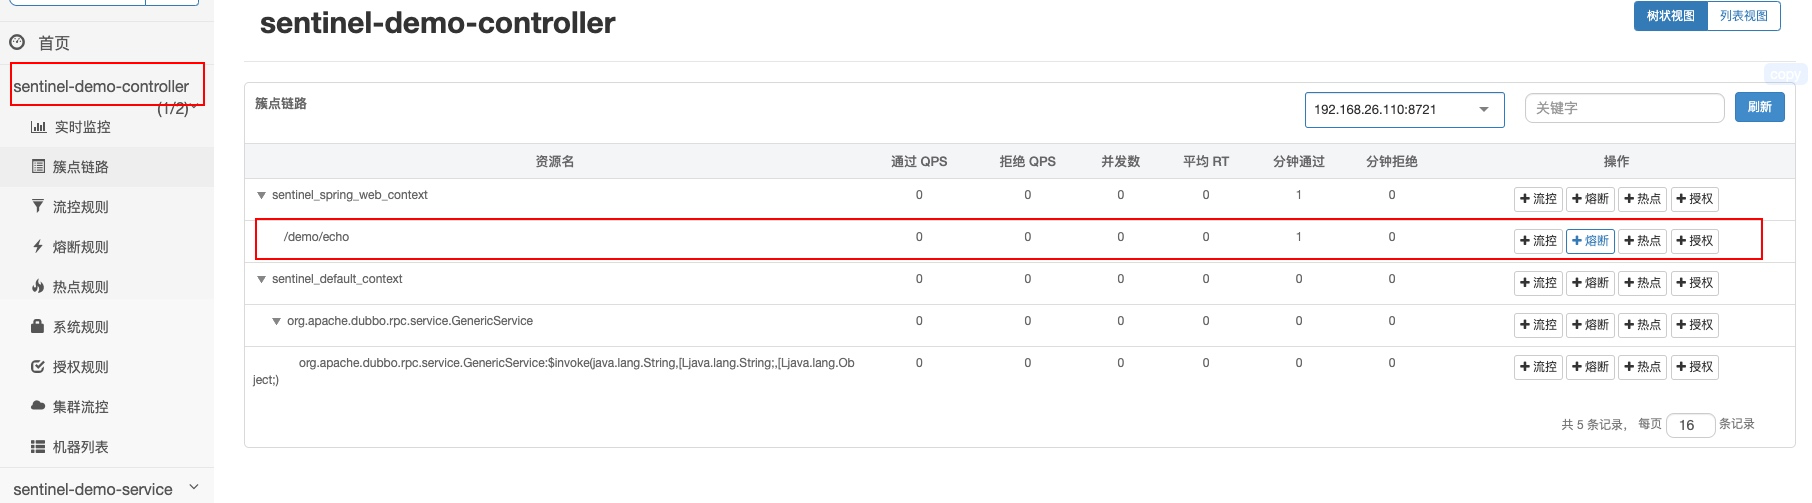 首页
sentinel-demo-controller
(1/2)
实时监控
簇点链路
流控规则
熔断规则
热点规则
系统规则
授权规则
集群流控
机器列表
sentinel-demo-service
sentinel-demo-controller
树状视图 列表视图
copy
簇点链路 192.168.26.110:8721 关键字 刷新
资源名 通过 QPS 拒绝 QPS 并发数 平均 RT 分钟通过 分钟拒绝 操作
sentinel_spring_web_context 0 0 0 0 1 0 +流控 +熔断 +热点 +授权
/demo/echo 0 0 0 0 1 0 +流控 +熔断 +热点 +授权
sentinel_default_context 0 0 0 0 0 0 +流控 +熔断 +热点 +授权
org.apache.dubbo.rpc.service.GenericService 0 0 0 0 0 0 +流控 +熔断 +热点 +授权
org.apache.dubbo.rpc.service.GenericService:$invoke(java.lang.String,[Ljava.lang.String;,[Ljava.lang.Ob 0 0 0 0 0 0 +流控 +熔断 +热点 +授权
ject;)
共 5 条记录， 每页 16 条记录